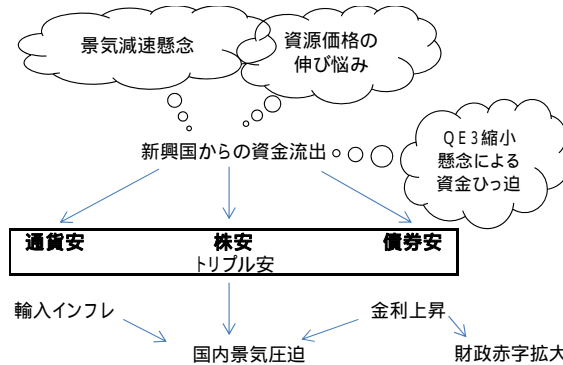 景気減速懸念
資源価格の
伸び悩み
QE3縮小
懸念による
資金ひっ迫
新興国からの資金流出
通貨安 株安 債券安
トリプル安
輸入インフレ 金利上昇
国内景気圧迫 財政赤字拡大